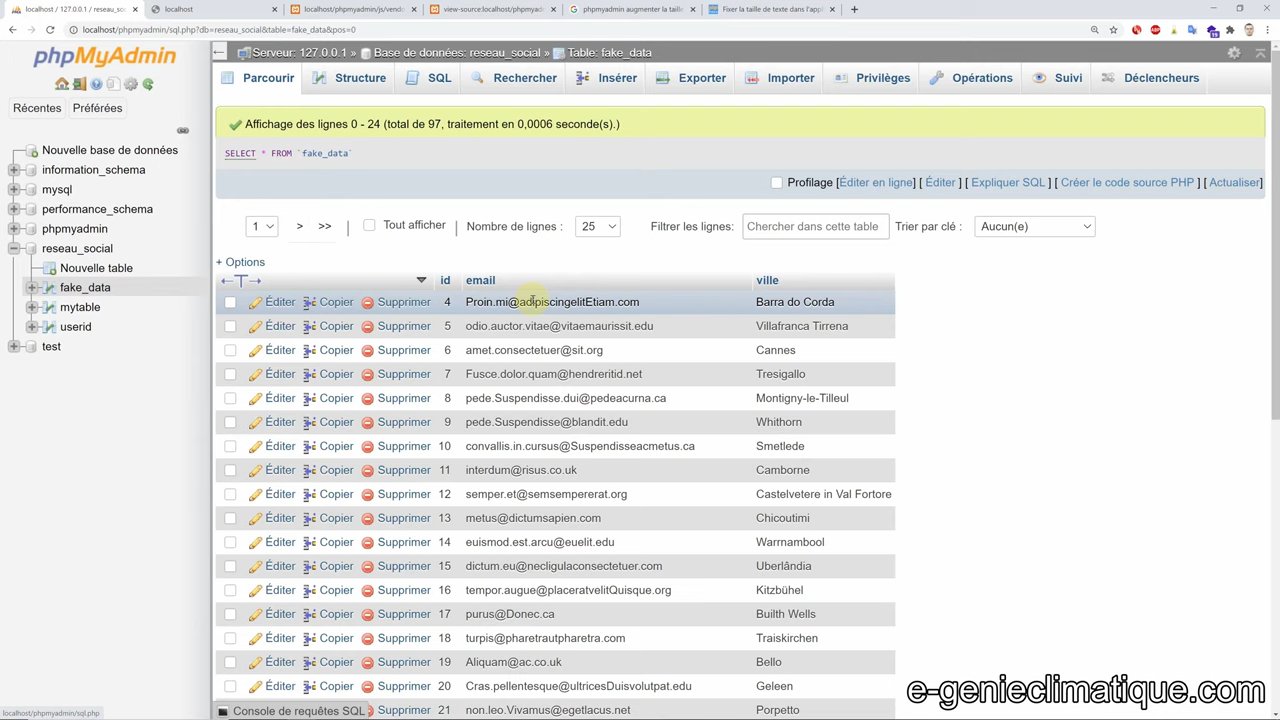 localhost / 127.0.0.1 / reseau_so
localhost
localhost/phpmyadmin/js/vend
view-source:localhost/phpmyadm
phpmyadmin augmenter la taille
Fixer la taille de texte dans l'appl
localhost/phpmyadmin/sql.php?db=reseau_social&table=fake_data&pos=0
phpMyAdmin
Récentes Préférées
Nouvelle base de données
information_schema
mysql
performance_schema
phpmyadmin
reseau_social
Nouvelle table
fake_data
mytable
userid
test
Serveur: 127.0.0.1 » Base de données: reseau_social » Table: fake_data
Parcourir Structure SQL Rechercher Insérer Exporter Importer Privilèges Opérations Suivi Déclencheurs
Affichage des lignes 0 - 24 (total de 97, traitement en 0,0006 seconde(s).)
SELECT * FROM `fake_data`
Profilage [Éditer en ligne] [ Éditer ] [ Expliquer SQL ] [ Créer le code source PHP ] [ Actualiser]
1 > >> | Tout afficher | Nombre de lignes : 25 Filtrer les lignes: Chercher dans cette table Trier par clé : Aucun(e)
+ Options
←T→ id email ville
Éditer Copier Supprimer 4 Proin.mi@adipiscingelitEtiam.com Barra do Corda
Éditer Copier Supprimer 5 odio.auctor.vitae@vitaemaurissit.edu Villafranca Tirrena
Éditer Copier Supprimer 6 amet.consectetuer@sit.org Cannes
Éditer Copier Supprimer 7 Fusce.dolor.quam@hendreritid.net Tresigallo
Éditer Copier Supprimer 8 pede.Suspendisse.dui@pedeacurna.ca Montigny-le-Tilleul
Éditer Copier Supprimer 9 pede.Suspendisse@blandit.edu Whithorn
Éditer Copier Supprimer 10 convallis.in.cursus@Suspendisseacmetus.ca Smetlede
Éditer Copier Supprimer 11 interdum@risus.co.uk Camborne
Éditer Copier Supprimer 12 semper.et@semsempererat.org Castelvetere in Val Fortore
Éditer Copier Supprimer 13 metus@dictumsapien.com Chicoutimi
Éditer Copier Supprimer 14 euismod.est.arcu@euelit.edu Warrnambool
Éditer Copier Supprimer 15 dictum.eu@necligulaconsectetuer.com Uberlândia
Éditer Copier Supprimer 16 tempor.augue@placeratvelitQuisque.org Kitzbühel
Éditer Copier Supprimer 17 purus@Donec.ca Builth Wells
Éditer Copier Supprimer 18 turpis@pharetrautpharetra.com Traiskirchen
Éditer Copier Supprimer 19 Aliquam@ac.co.uk Bello
Éditer Copier Supprimer 20 Cras.pellentesque@ultricesDuisvolutpat.edu Geleen
Supprimer 21 non.leo.Vivamus@egetlacus.net Porpetto
Console de requêtes SQL
localhost/phpmyadmin/sql.php
e-genieclimatique.com